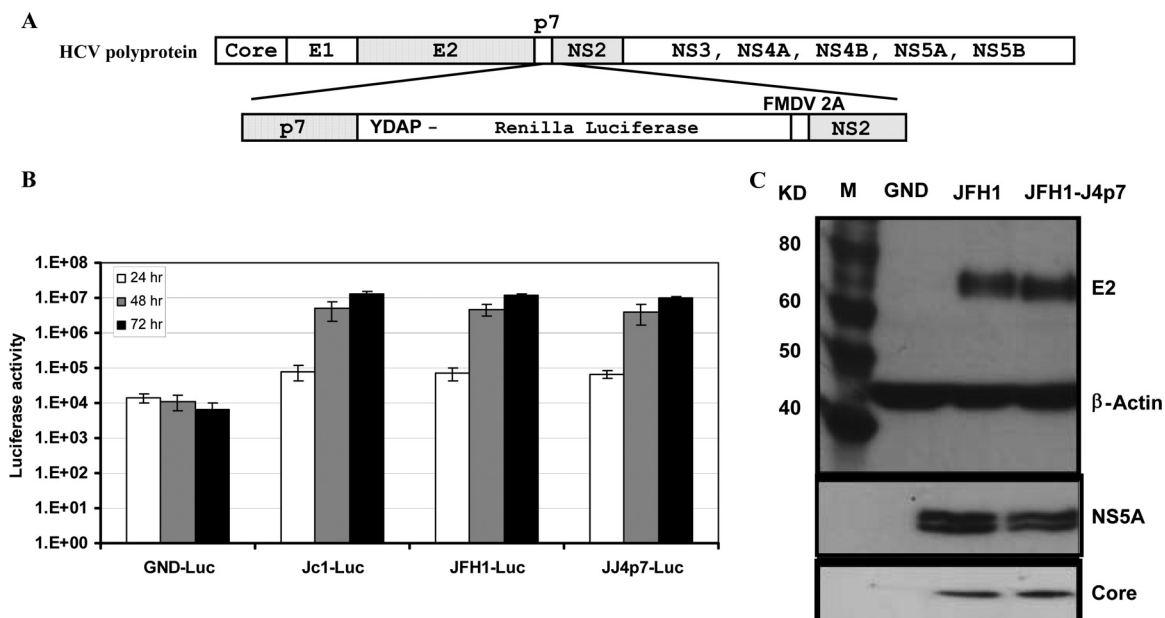 A
p7
HCV polyprotein
Core E1 E2 NS2 NS3, NS4A, NS4B, NS5A, NS5B
FMDV 2A
p7 YDAP – Renilla Luciferase NS2
B
Luciferase activity
1.E+08
1.E+07
1.E+06
1.E+05
1.E+04
1.E+03
1.E+02
1.E+01
1.E+00
24 hr
48 hr
72 hr
GND-Luc Jc1-Luc JFH1-Luc JJ4p7-Luc
C
KD M GND JFH1 JFH1-J4p7
80
60
50
40
E2
β-Actin
NS5A
Core